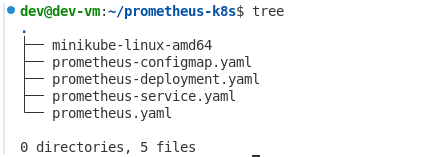 dev@dev-vm:~/prometheus-k8s$ tree
.
├── minikube-linux-amd64
├── prometheus-configmap.yaml
├── prometheus-deployment.yaml
├── prometheus-service.yaml
└── prometheus.yaml
0 directories, 5 files